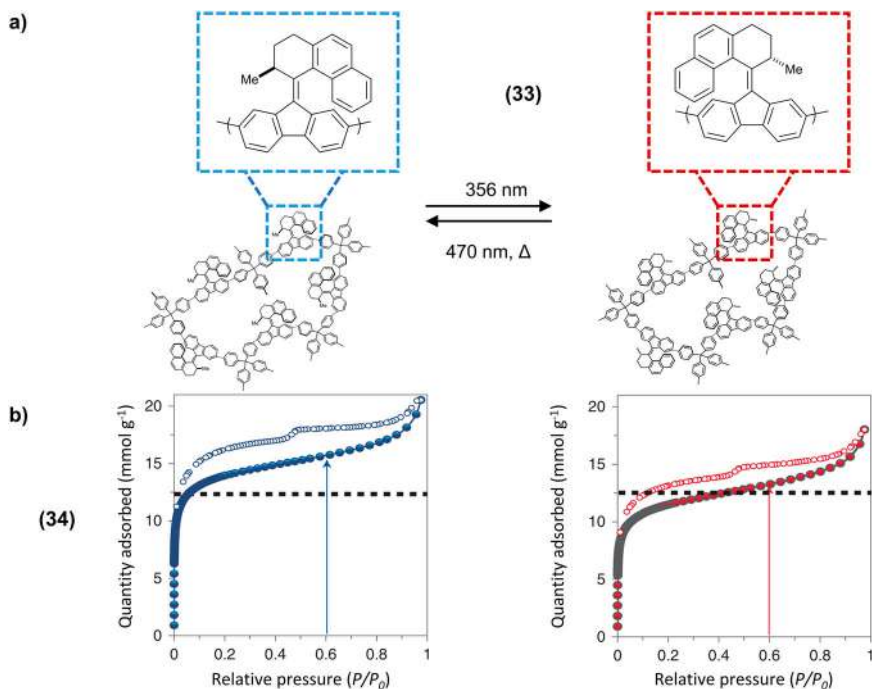 a)
Me
(33)
Me
356 nm
470 nm, Δ
b)
(34)
Quantity adsorbed (mmol g⁻¹)
20
15
10
5
0
0 0.2 0.4 0.6 0.8 1
Relative pressure (P/P₀)
Quantity adsorbed (mmol g⁻¹)
20
15
10
5
0
0 0.2 0.4 0.6 0.8 1
Relative pressure (P/P₀)